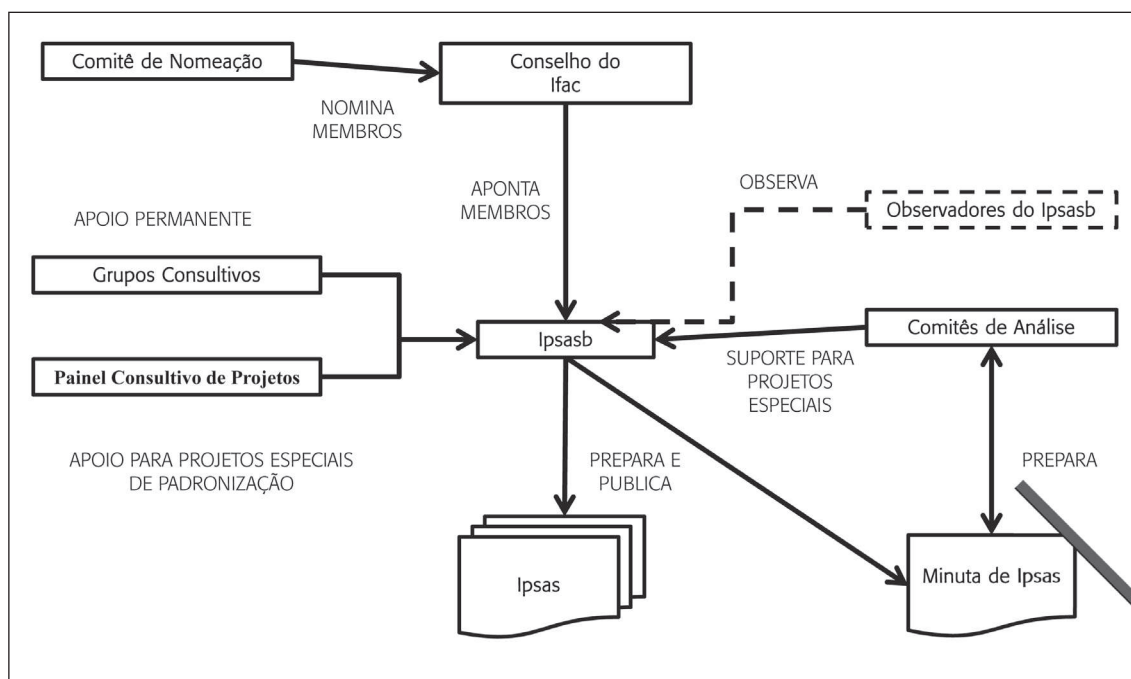 Comitê de Nomeação
Conselho do
Ifac
NOMINA
MEMBROS
APONTA
MEMBROS
OBSERVA
Observadores do Ipsasb
APOIO PERMANENTE
Grupos Consultivos
Ipsasb
Comitês de Análise
Painel Consultivo de Projetos
SUPORTE PARA
PROJETOS
ESPECIAIS
APOIO PARA PROJETOS ESPECIAIS
DE PADRONIZAÇÃO
PREPARA E
PUBLICA
PREPARA
Ipsas
Minuta de Ipsas